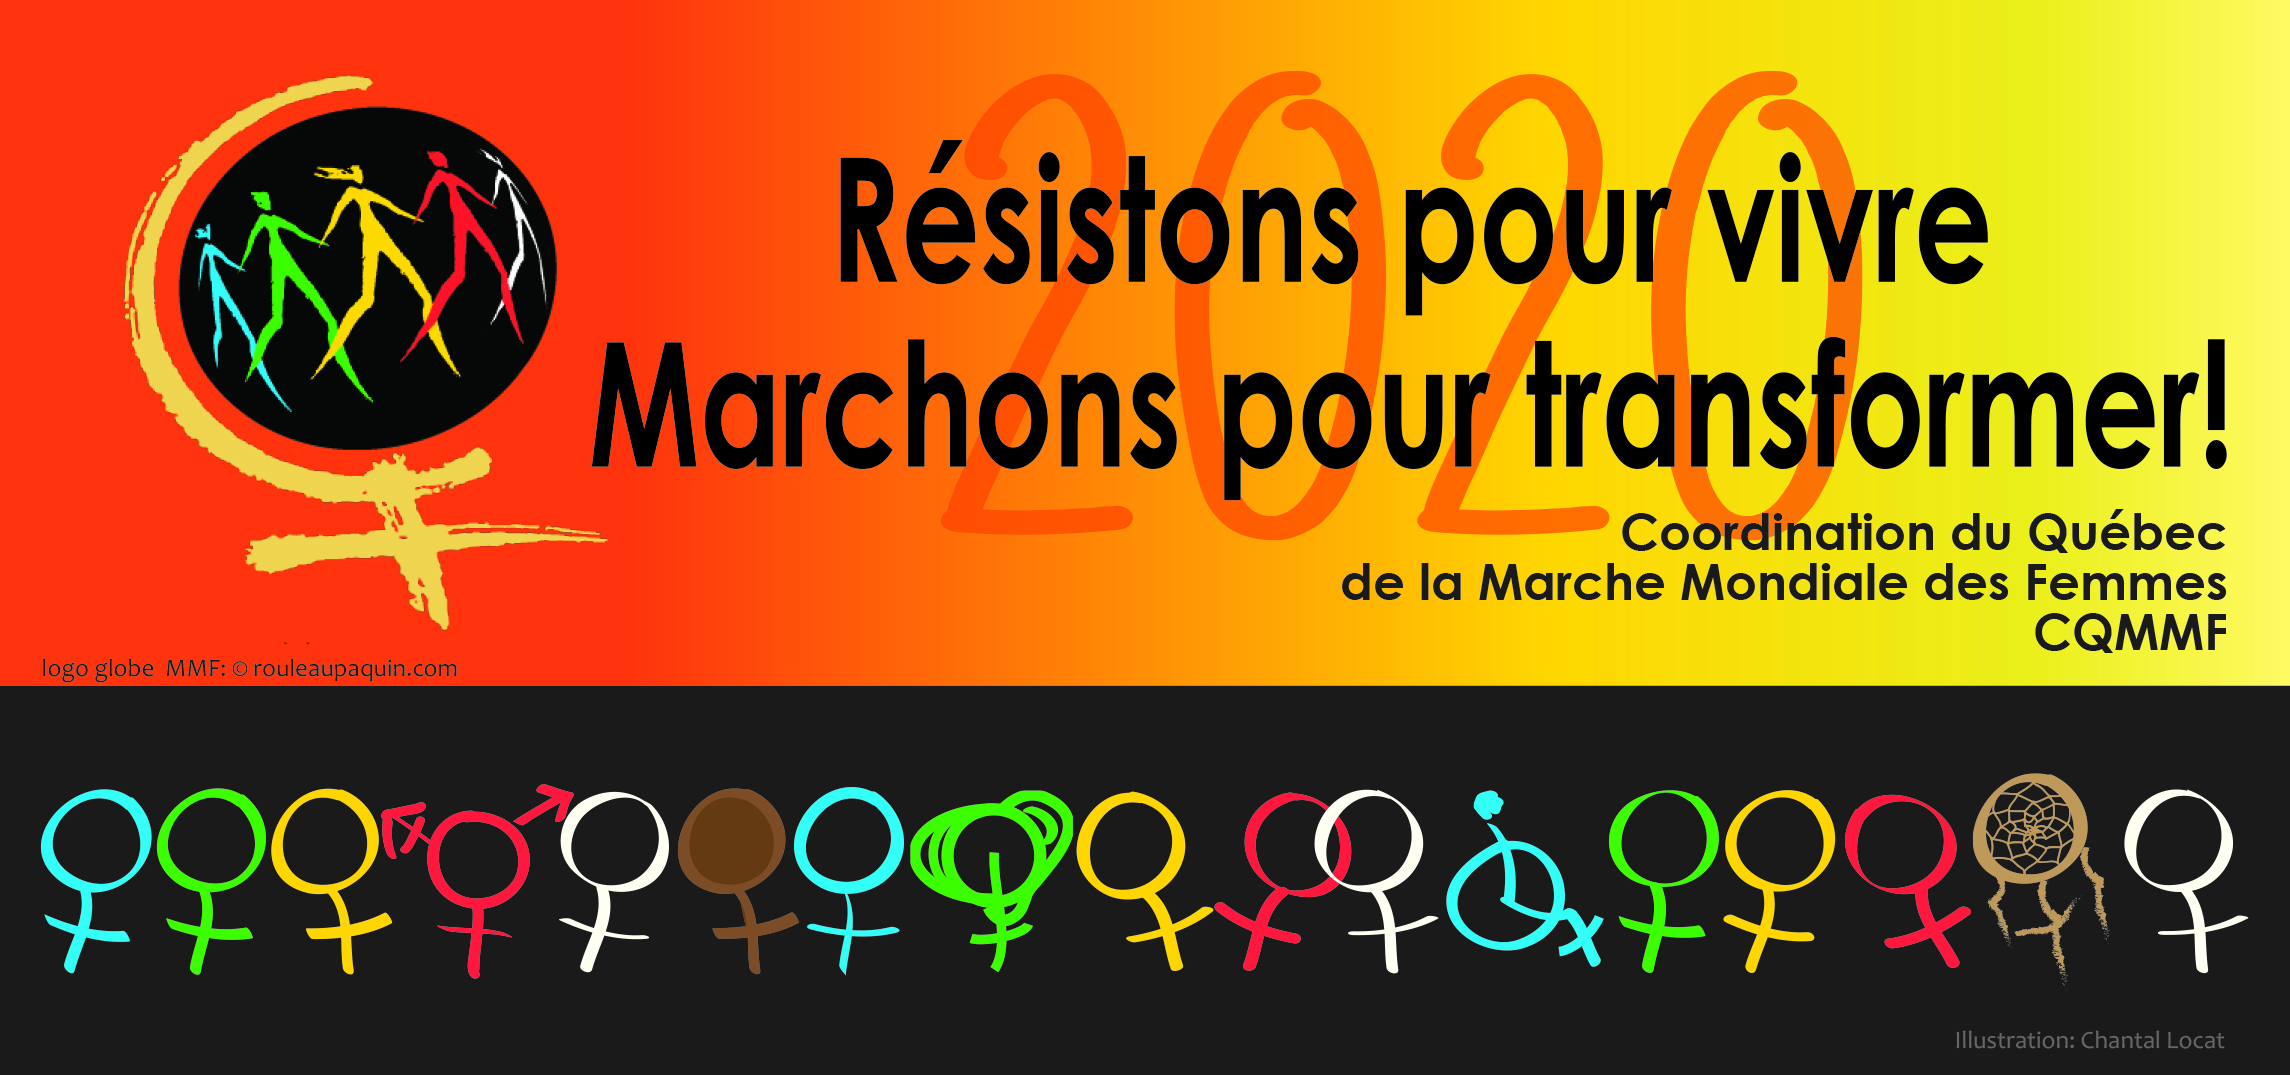 2020
Résistons pour vivre
Marchons pour transformer!
Coordination du Québec
de la Marche Mondiale des Femmes
CQMMF
logo globe  MMF: © rouleaupaquin.com
Illustration: Chantal Locat